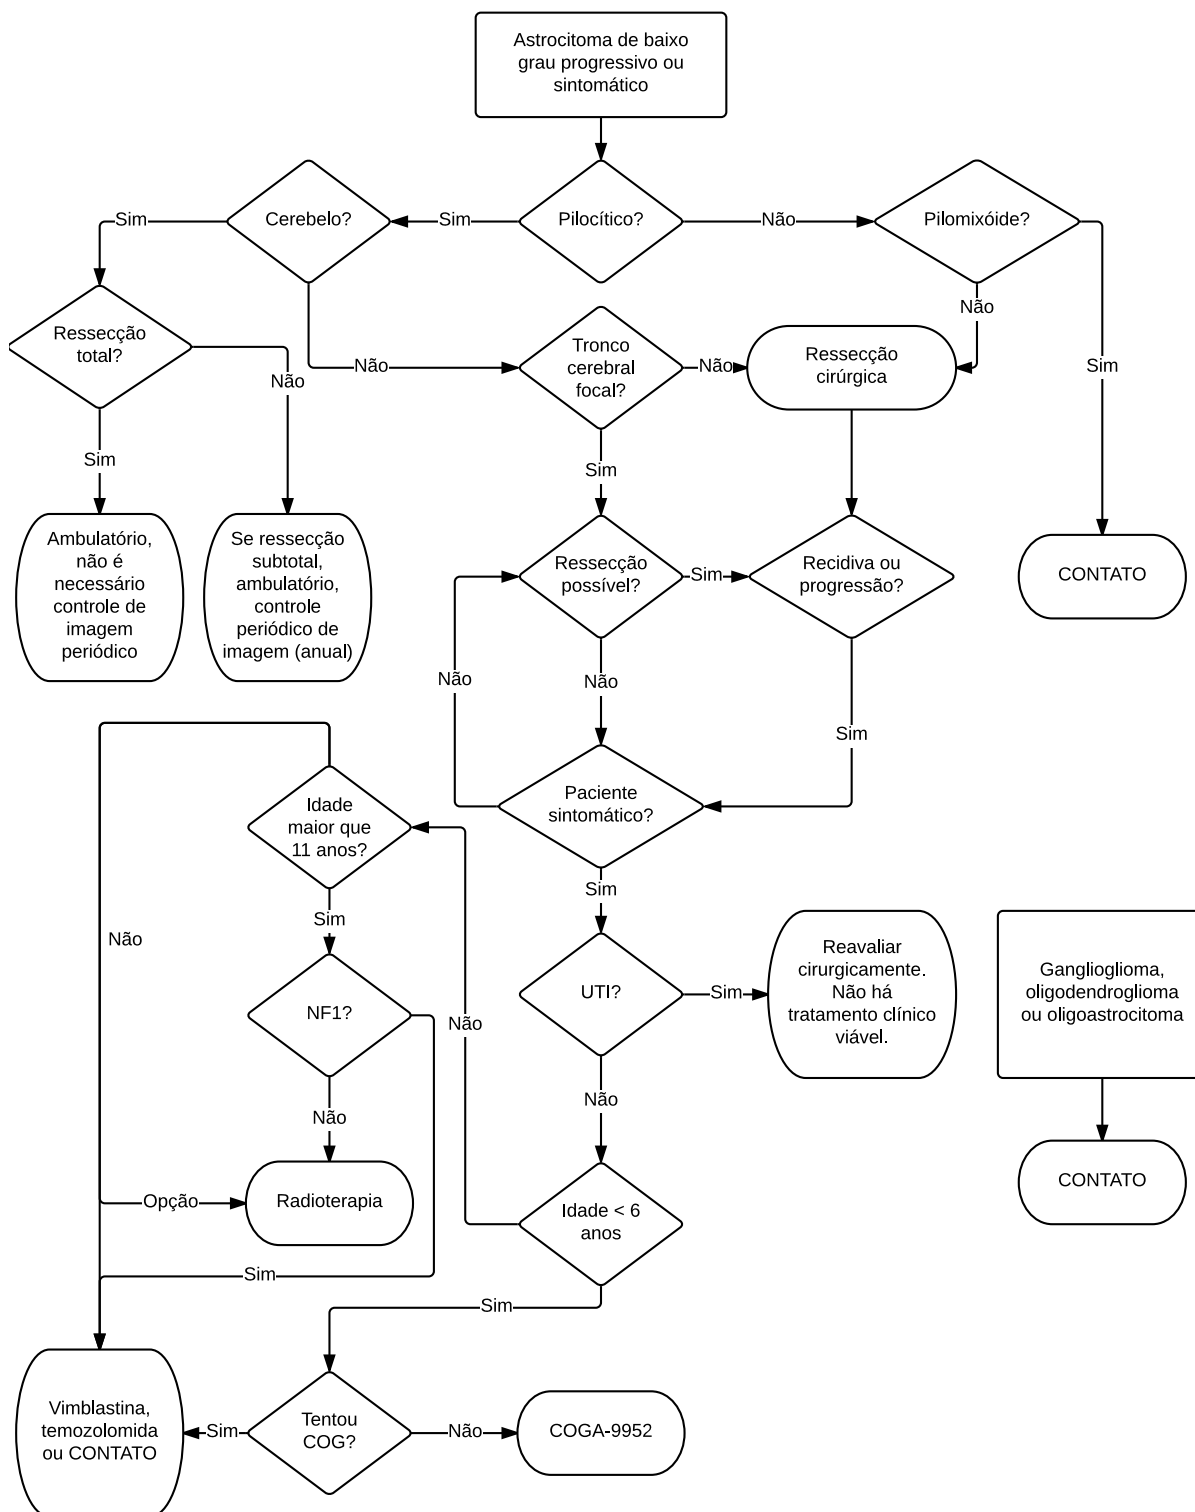 Astrocitoma de baixo
grau progressivo ou
sintomático
Sim
Cerebelo?
Sim
Pilocítico?
Não
Pilomixóide?
Ressecção
total?
Não
Não
Tronco
cerebral
focal?
Não
Ressecção
cirúrgica
Não
Sim
Sim
Sim
Ambulatório,
não é
necessário
controle de
imagem
periódico
Se ressecção
subtotal,
ambulatório,
controle
periódico de
imagem (anual)
Ressecção
possível?
Sim
Recidiva ou
progressão?
CONTATO
Não
Não
Sim
Idade
maior que
11 anos?
Paciente
sintomático?
Sim
Sim
Não
NF1?
Não
UTI?
Sim
Reavaliar
cirurgicamente.
Não há
tratamento clínico
viável.
Ganglioglioma,
oligodendroglioma
ou oligoastrocitoma
Não
Não
Opção
Radioterapia
Idade < 6
anos
CONTATO
Sim
Sim
Vimblastina,
temozolomida
ou CONTATO
Sim
Tentou
COG?
Não
COGA-9952